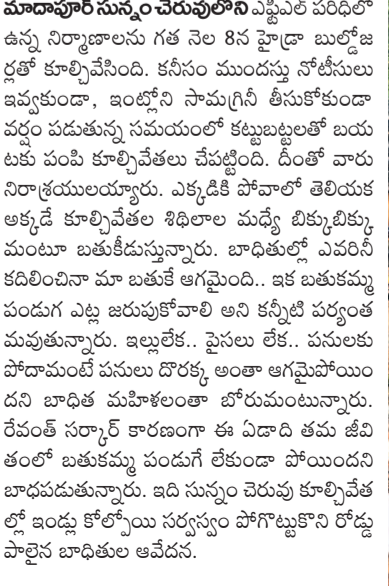 మాదాపూర్ సున్నం చెరువులోని ఎఫ్టీఎల్ పరిధిలో
ఉన్న నిర్మాణాలను గత నెల 8న హైడ్రా బుల్డోజ
ర్లతో కూల్చివేసింది. కనీసం ముందస్తు నోటీసులు
ఇవ్వకుండా, ఇంట్లోని సామగ్రినీ తీసుకోకుండా
వర్షం పడుతున్న సమయంలో కట్టుబట్టలతో బయ
టకు పంపి కూల్చివేతలు చేపట్టింది. దీంతో వారు
నిరాశ్రయులయ్యారు. ఎక్కడికి పోవాలో తెలియక
అక్కడే కూల్చివేతల శిథిలాల మధ్యే బిక్కుబిక్కు
మంటూ బతుకీడుస్తున్నారు. బాధితుల్లో ఎవరినీ
కదిలించినా మా బతుకే ఆగమైంది.. ఇక బతుకమ్మ
పండుగ ఎట్ల జరుపుకోవాలి అని కన్నీటి పర్యంత
మవుతున్నారు. ఇల్లులేక.. పైసలు లేక.. పనులకు
పోదామంటే పనులు దొరక్క అంతా ఆగమైపోయిం
దని బాధిత మహిళలంతా బోరుమంటున్నారు.
రేవంత్ సర్కార్ కారణంగా ఈ ఏడాది తమ జీవి
తంలో బతుకమ్మ పండుగే లేకుండా పోయిందని
బాధపడుతున్నారు. ఇది సున్నం చెరువు కూల్చివేత
ల్లో ఇండ్లు కోల్పోయి సర్వస్వం పోగొట్టుకొని రోడ్డు
పాలైన బాధితుల ఆవేదన.